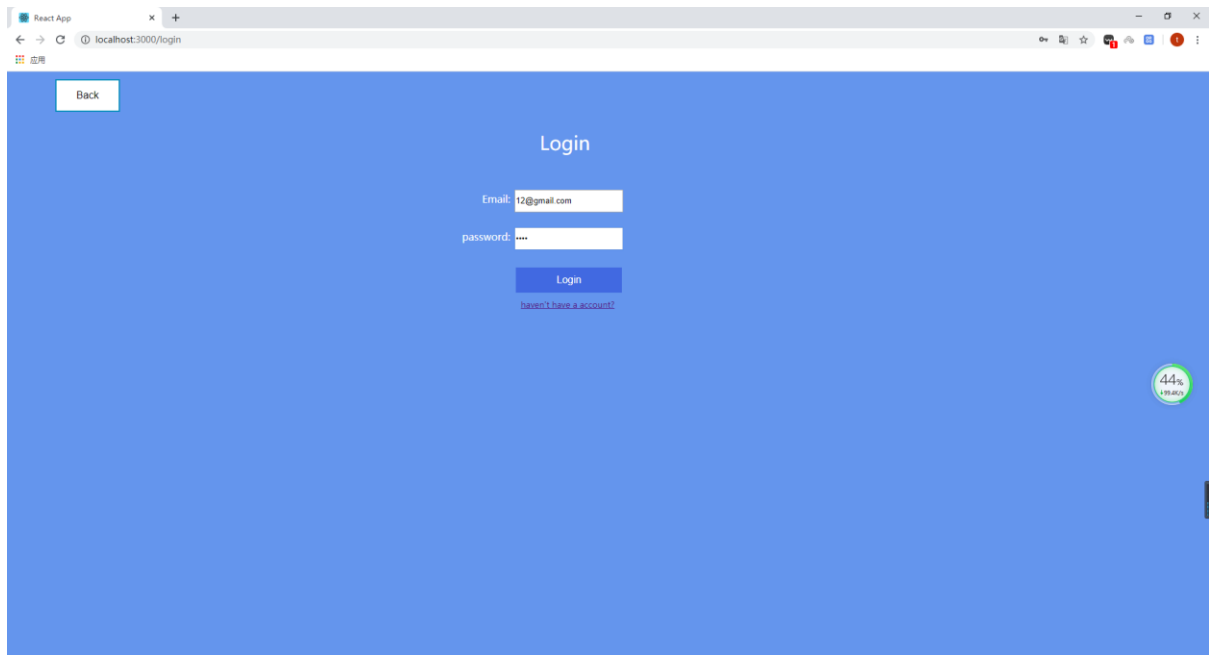 React App
localhost:3000/login
应用
Back
Login
Email: 12@gmail.com
password: ••••
Login
haven't have a account?
44%